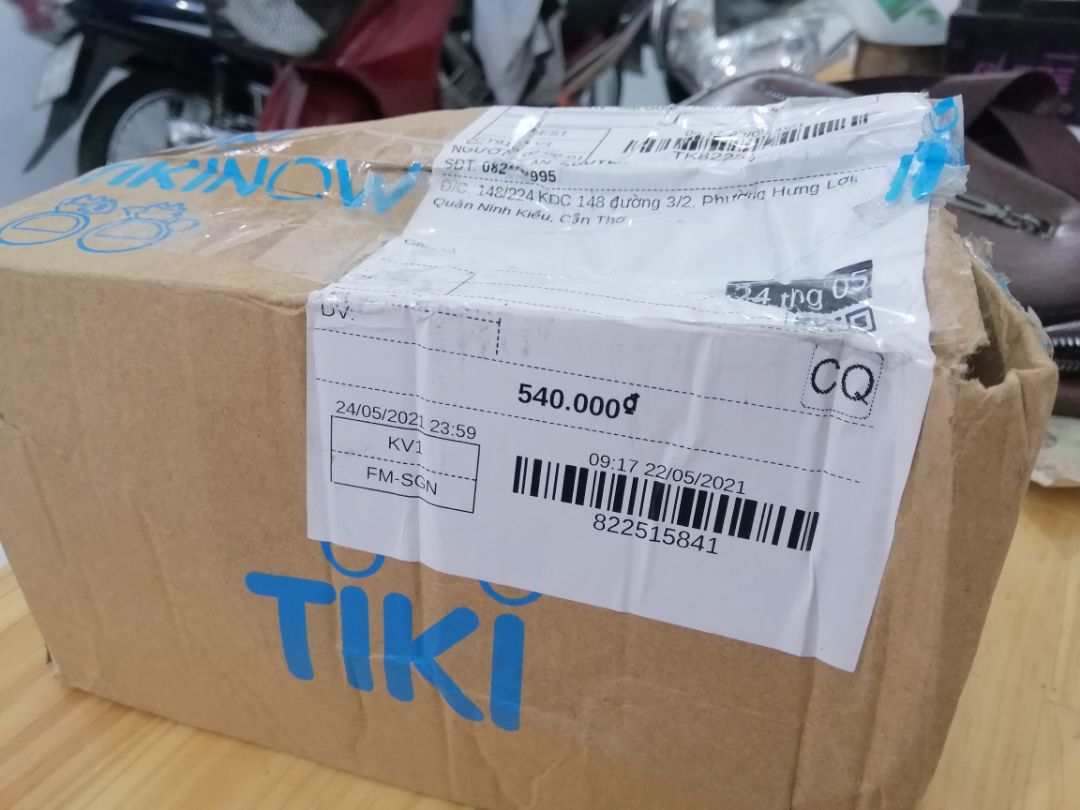 TIKINOW
SĐT. 082 995
Đ/C. 148/224 KDC 148 đường 3/2, Phường Hưng Lợi,
Quận Ninh Kiều, Cần Thơ
24 thg 05
DV:
CQ
540.000₫
24/05/2021 23:59
KV1
FM-SGN
09:17 22/05/2021
822515841
TiKi